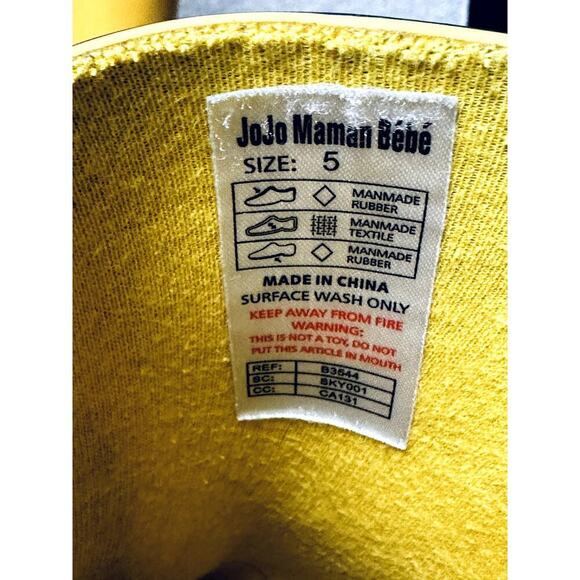 JoJo Maman Bébé
SIZE: 5
MANMADE
RUBBER
MANMADE
TEXTILE
MANMADE
RUBBER
MADE IN CHINA
SURFACE WASH ONLY
KEEP AWAY FROM FIRE
WARNING:
THIS IS NOT A TOY, DO NOT
PUT THIS ARTICLE IN MOUTH
REF: B3544
SC: SKY001
CC: CA131